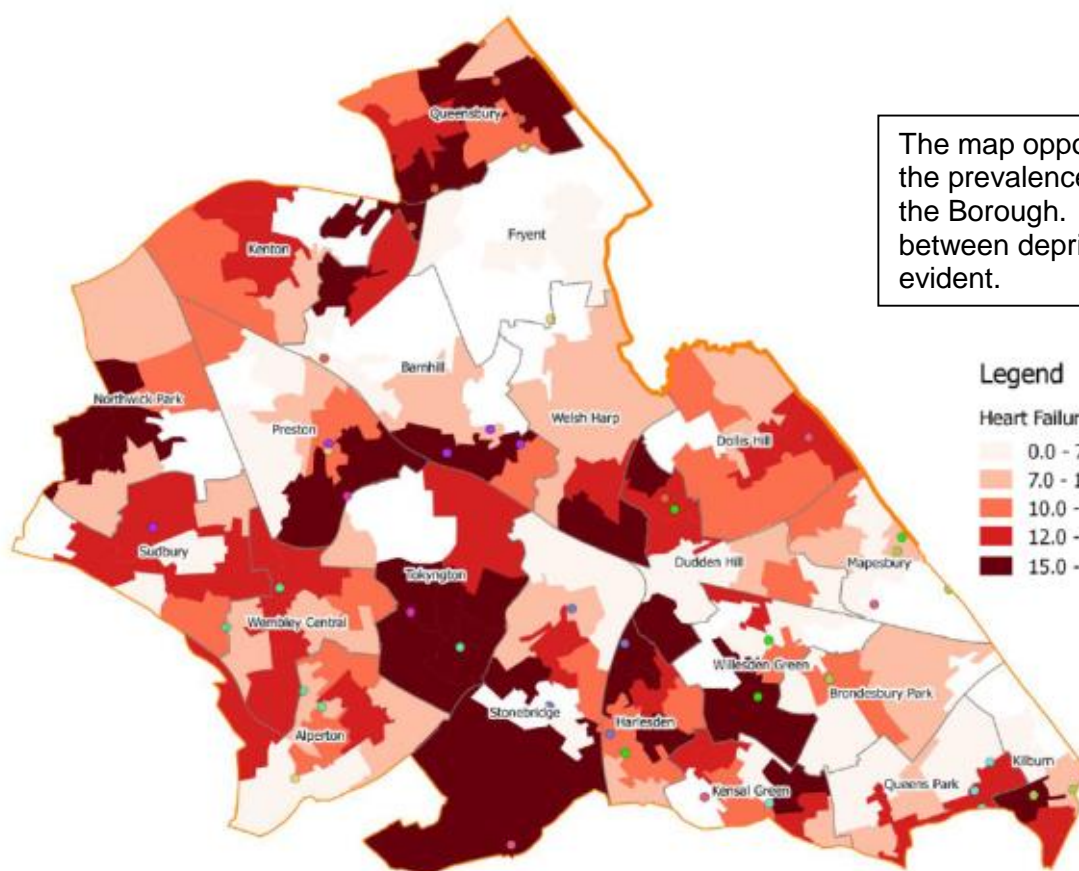 Queensbury
The map oppo
the prevalence
the Borough.
between depri
evident.
Fryent
Kenton
Barnhill
Northwick Park
Preston
Welsh Harp
Dollis Hill
Legend
Heart Failur
0.0 - 7
7.0 - 1
10.0 -
12.0 -
15.0 -
Sudbury
Tokyngton
Dudden Hill
Mapesbury
Wembley Central
Willesden Green
Brondesbury Park
Stonebridge
Harlesden
Alperton
Kilburn
Queens Park
Kensal Green